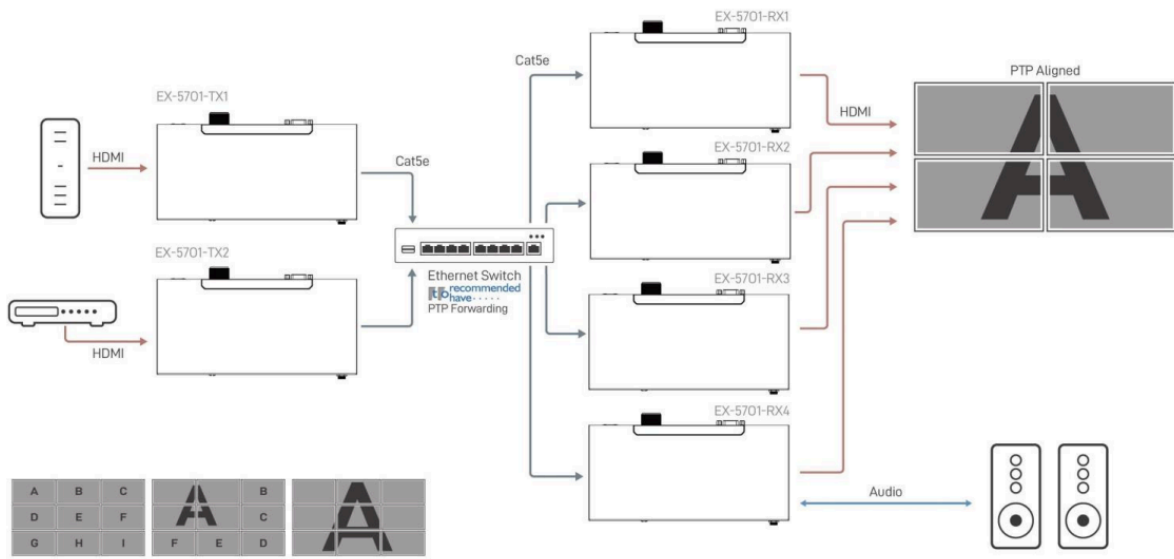 EX-5701-TX1
HDMI
Cat5e
EX-5701-TX2
HDMI
Ethernet Switch
recommended
have.....
PTP Forwarding
Cat5e
EX-5701-RX1
EX-5701-RX2
EX-5701-RX3
EX-5701-RX4
HDMI
PTP Aligned
A
Audio
A B C
D E F
G H I
A B
C
F E D
A